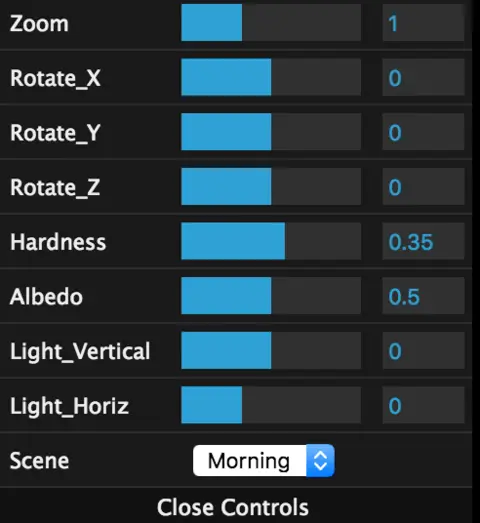 Zoom 1
Rotate_X 0
Rotate_Y 0
Rotate_Z 0
Hardness 0.35
Albedo 0.5
Light_Vertical 0
Light_Horiz 0
Scene Morning
Close Controls